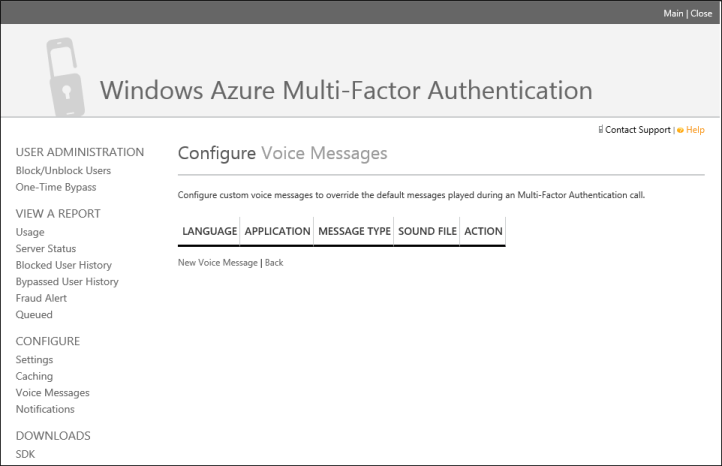 Main | Close
Windows Azure Multi-Factor Authentication
Contact Support | Help
USER ADMINISTRATION
Block/Unblock Users
One-Time Bypass
VIEW A REPORT
Usage
Server Status
Blocked User History
Bypassed User History
Fraud Alert
Queued
CONFIGURE
Settings
Caching
Voice Messages
Notifications
DOWNLOADS
SDK
Configure Voice Messages
Configure custom voice messages to override the default messages played during an Multi-Factor Authentication call.
LANGUAGE APPLICATION MESSAGE TYPE SOUND FILE ACTION
New Voice Message | Back